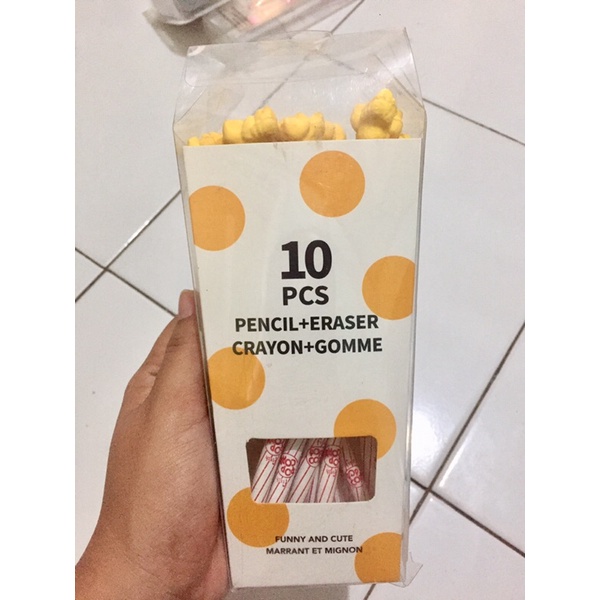 10
PCS
PENCIL+ERASER
CRAYON+GOMME
FUNNY AND CUTE
MARRANT ET MIGNON